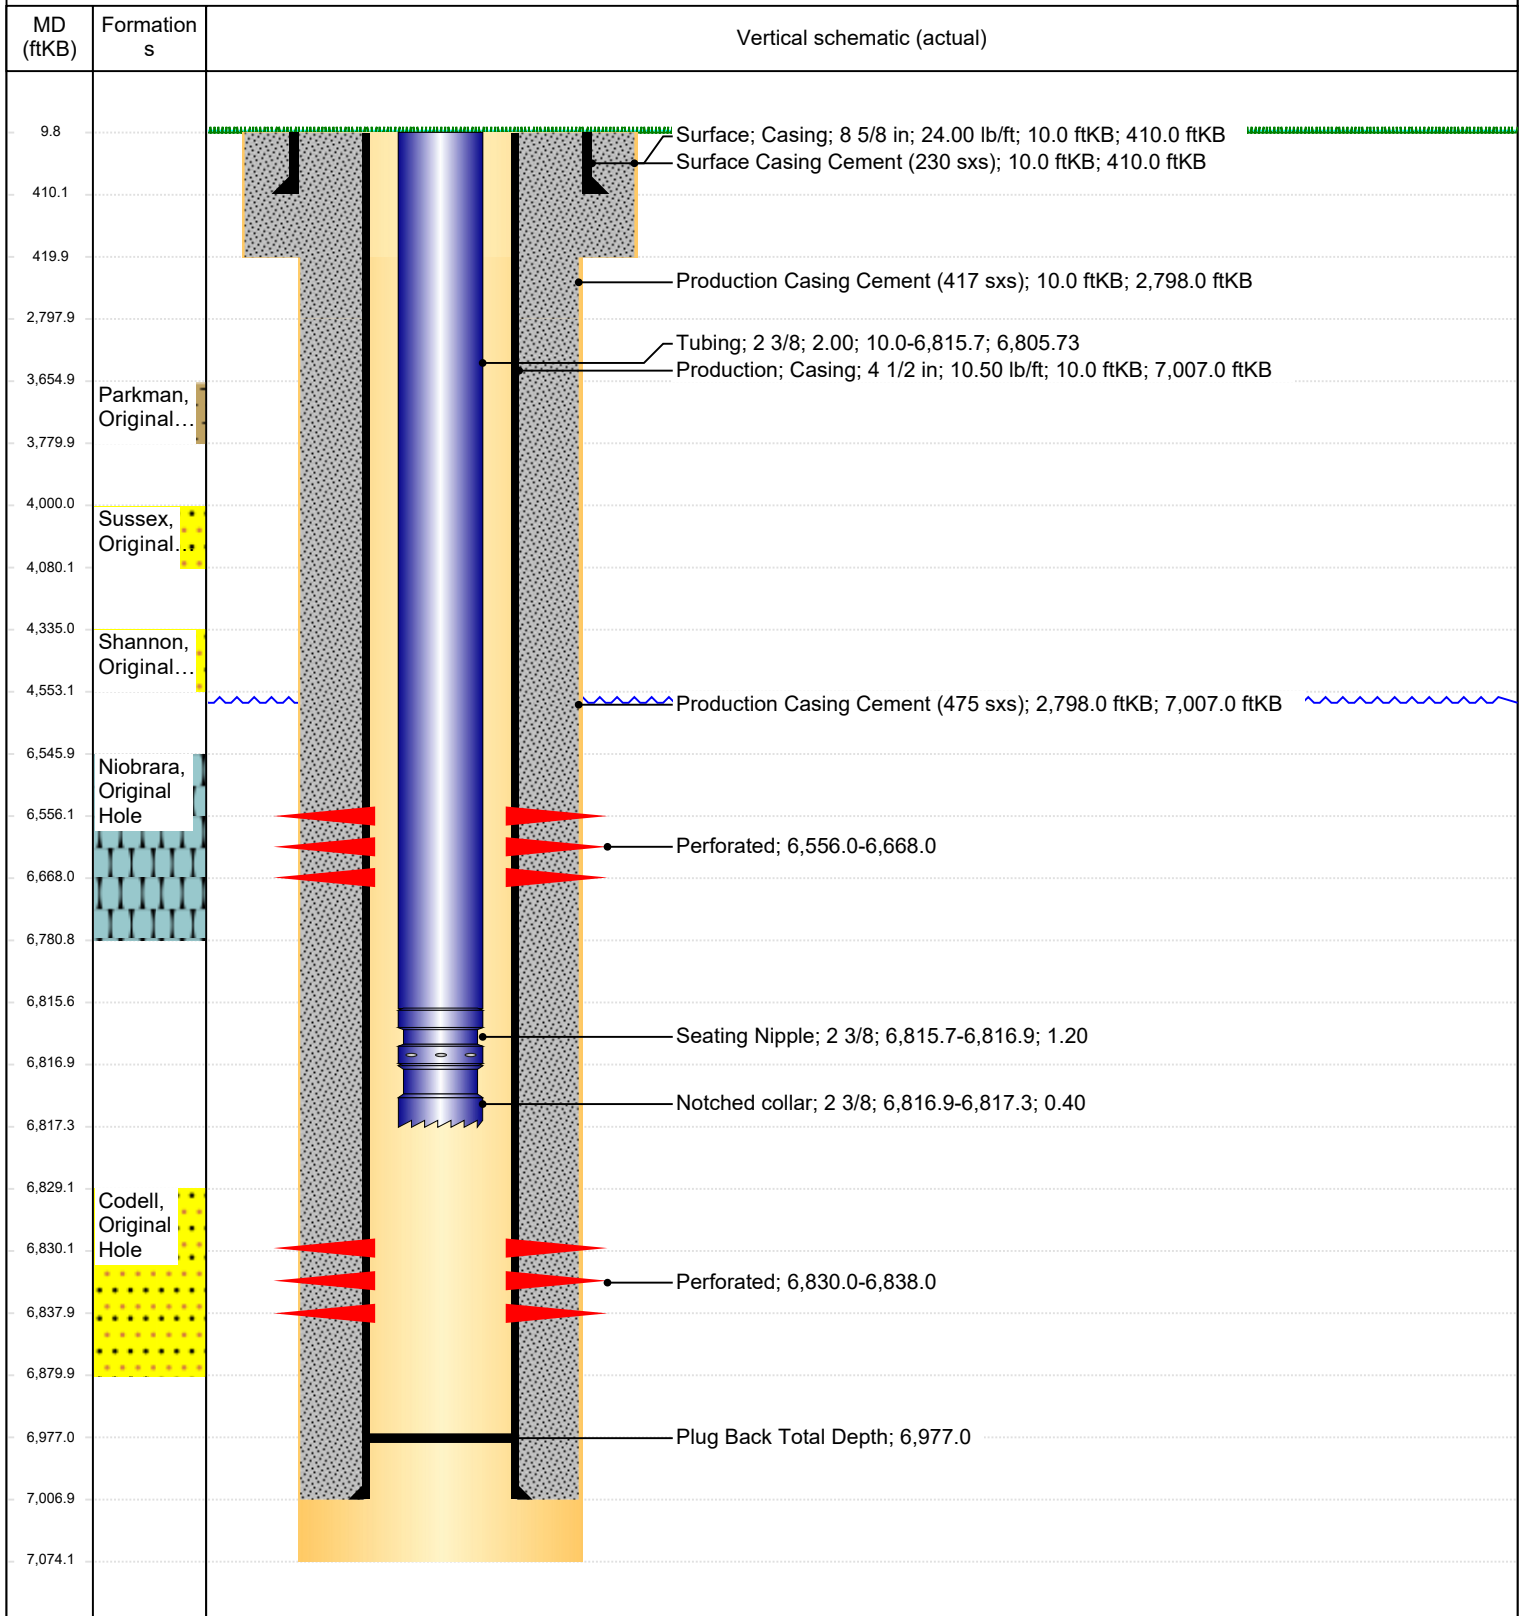 MD
(ftKB)
Formation
s
Vertical schematic (actual)
9.8
410.1
419.9
2,797.9
3,654.9
3,779.9
4,000.0
4,080.1
4,335.0
4,553.1
6,545.9
6,556.1
6,668.0
6,780.8
6,815.6
6,816.9
6,817.3
6,829.1
6,830.1
6,837.9
6,879.9
6,977.0
7,006.9
7,074.1
Parkman,
Original...
Sussex,
Original...
Shannon,
Original...
Niobrara,
Original
Hole
Codell,
Original
Hole
Surface; Casing; 8 5/8 in; 24.00 lb/ft; 10.0 ftKB; 410.0 ftKB
Surface Casing Cement (230 sxs); 10.0 ftKB; 410.0 ftKB
Production Casing Cement (417 sxs); 10.0 ftKB; 2,798.0 ftKB
Tubing; 2 3/8; 2.00; 10.0-6,815.7; 6,805.73
Production; Casing; 4 1/2 in; 10.50 lb/ft; 10.0 ftKB; 7,007.0 ftKB
Production Casing Cement (475 sxs); 2,798.0 ftKB; 7,007.0 ftKB
Perforated; 6,556.0-6,668.0
Seating Nipple; 2 3/8; 6,815.7-6,816.9; 1.20
Notched collar; 2 3/8; 6,816.9-6,817.3; 0.40
Perforated; 6,830.0-6,838.0
Plug Back Total Depth; 6,977.0